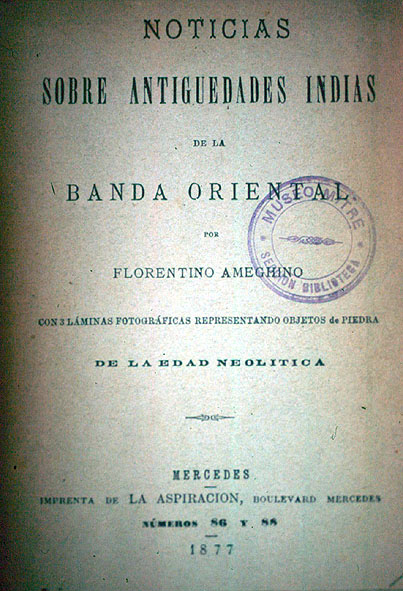 NOTICIAS
SOBRE ANTIGUEDADES INDIAS
DE LA
BANDA ORIENTAL
POR
FLORENTINO AMEGHINO
CON 3 LÁMINAS FOTOGRÁFICAS REPRESENTANDO OBJETOS de PIEDRA
DE LA EDAD NEOLITICA
MERCEDES
IMPRENTA DE LA ASPIRACION, BOULEVARD MERCEDES
NÚMEROS 86 Y 88
1877
MUSEO MITRE
SECCIÓN BIBLIOTECA